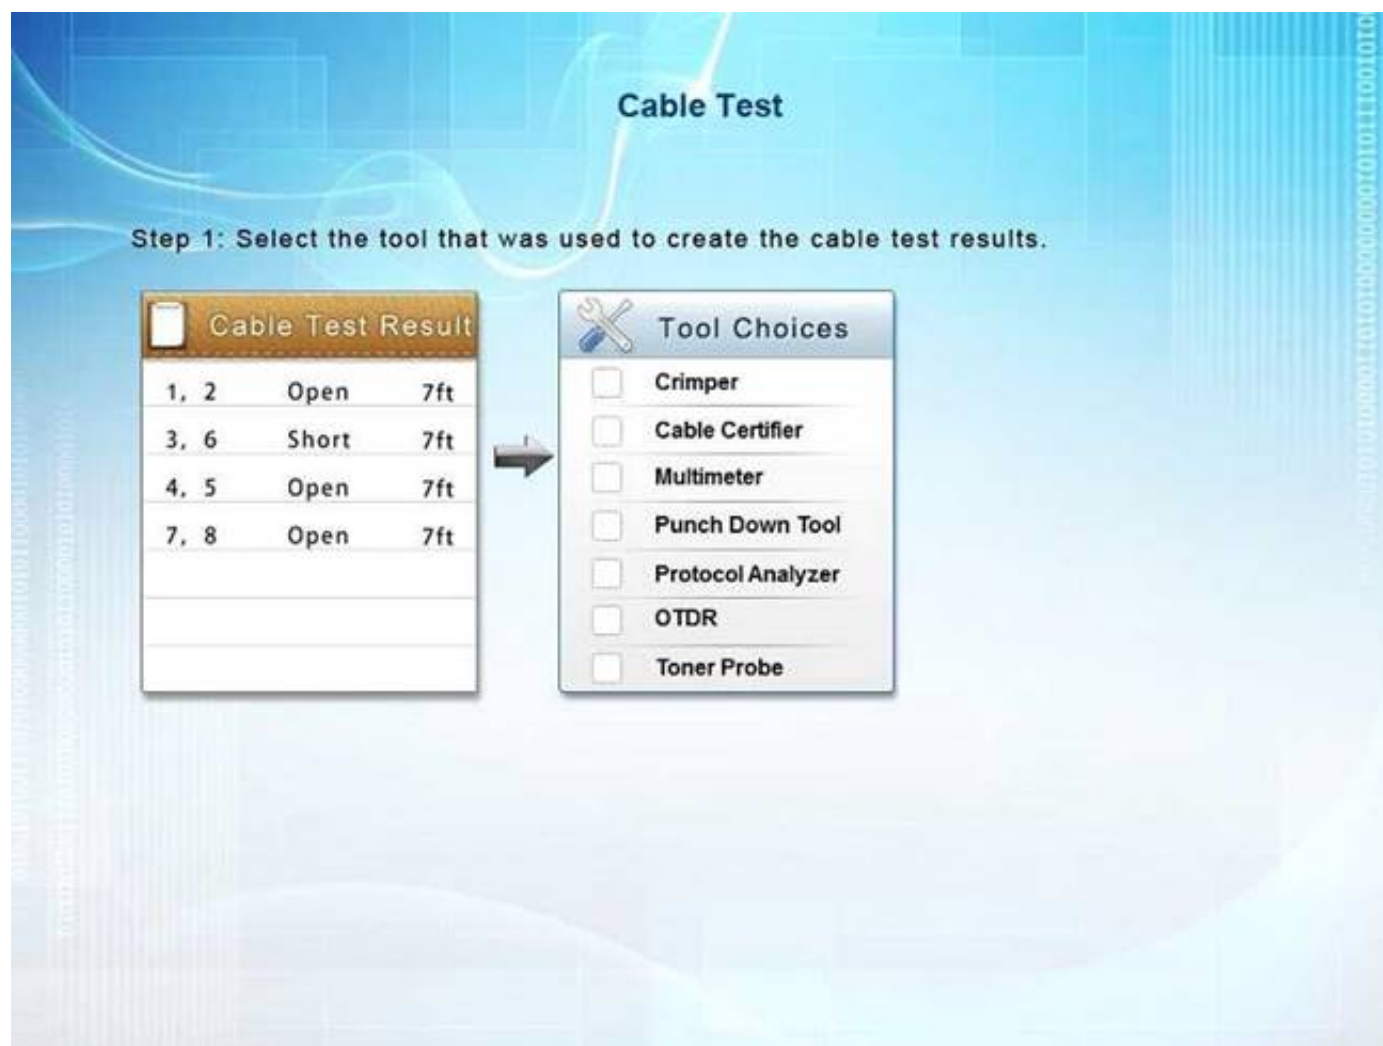 Cable Test
Step 1: Select the tool that was used to create the cable test results.
Cable Test Result
1, 2 Open 7ft
3, 6 Short 7ft
4, 5 Open 7ft
7, 8 Open 7ft
Tool Choices
Crimper
Cable Certifier
Multimeter
Punch Down Tool
Protocol Analyzer
OTDR
Toner Probe